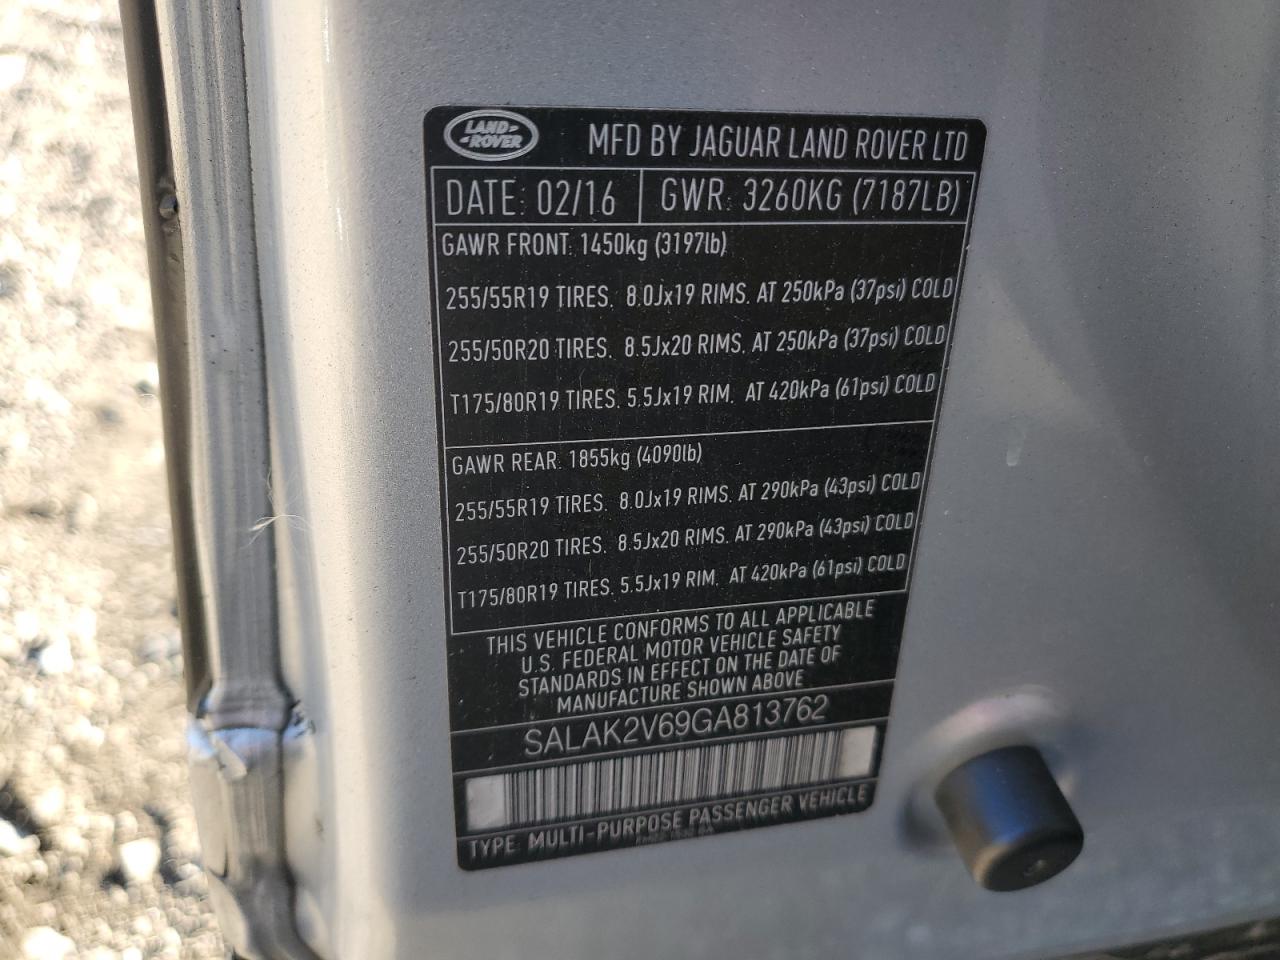 LAND ROVER
MFD BY JAGUAR LAND ROVER LTD
DATE: 02/16 GWR: 3260KG (7187LB)
GAWR FRONT: 1450kg (3197lb)
255/55R19 TIRES. 8.0Jx19 RIMS. AT 250kPa (37psi) COLD
255/50R20 TIRES. 8.5Jx20 RIMS. AT 250kPa (37psi) COLD
T175/80R19 TIRES. 5.5Jx19 RIM. AT 420kPa (61psi) COLD
GAWR REAR: 1855kg (4090lb)
255/55R19 TIRES. 8.0Jx19 RIMS. AT 290kPa (43psi) COLD
255/50R20 TIRES. 8.5Jx20 RIMS. AT 290kPa (43psi) COLD
T175/80R19 TIRES. 5.5Jx19 RIM. AT 420kPa (61psi) COLD
THIS VEHICLE CONFORMS TO ALL APPLICABLE
U.S. FEDERAL MOTOR VEHICLE SAFETY
STANDARDS IN EFFECT ON THE DATE OF
MANUFACTURE SHOWN ABOVE
SALAK2V69GA813762
TYPE: MULTI-PURPOSE PASSENGER VEHICLE